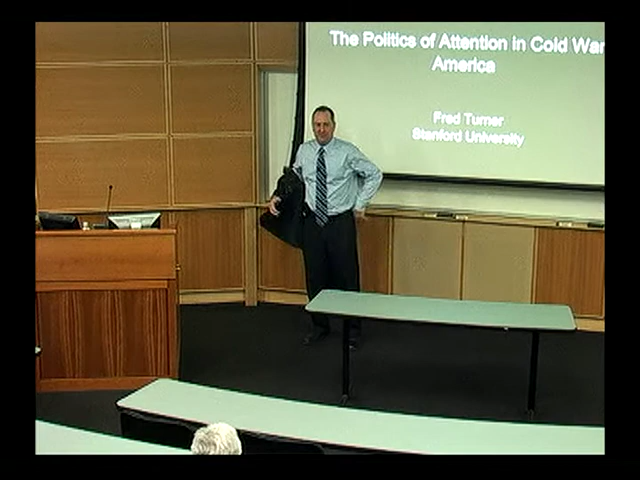 The Politics of Attention in Cold War
America
Fred Turner
Stanford University